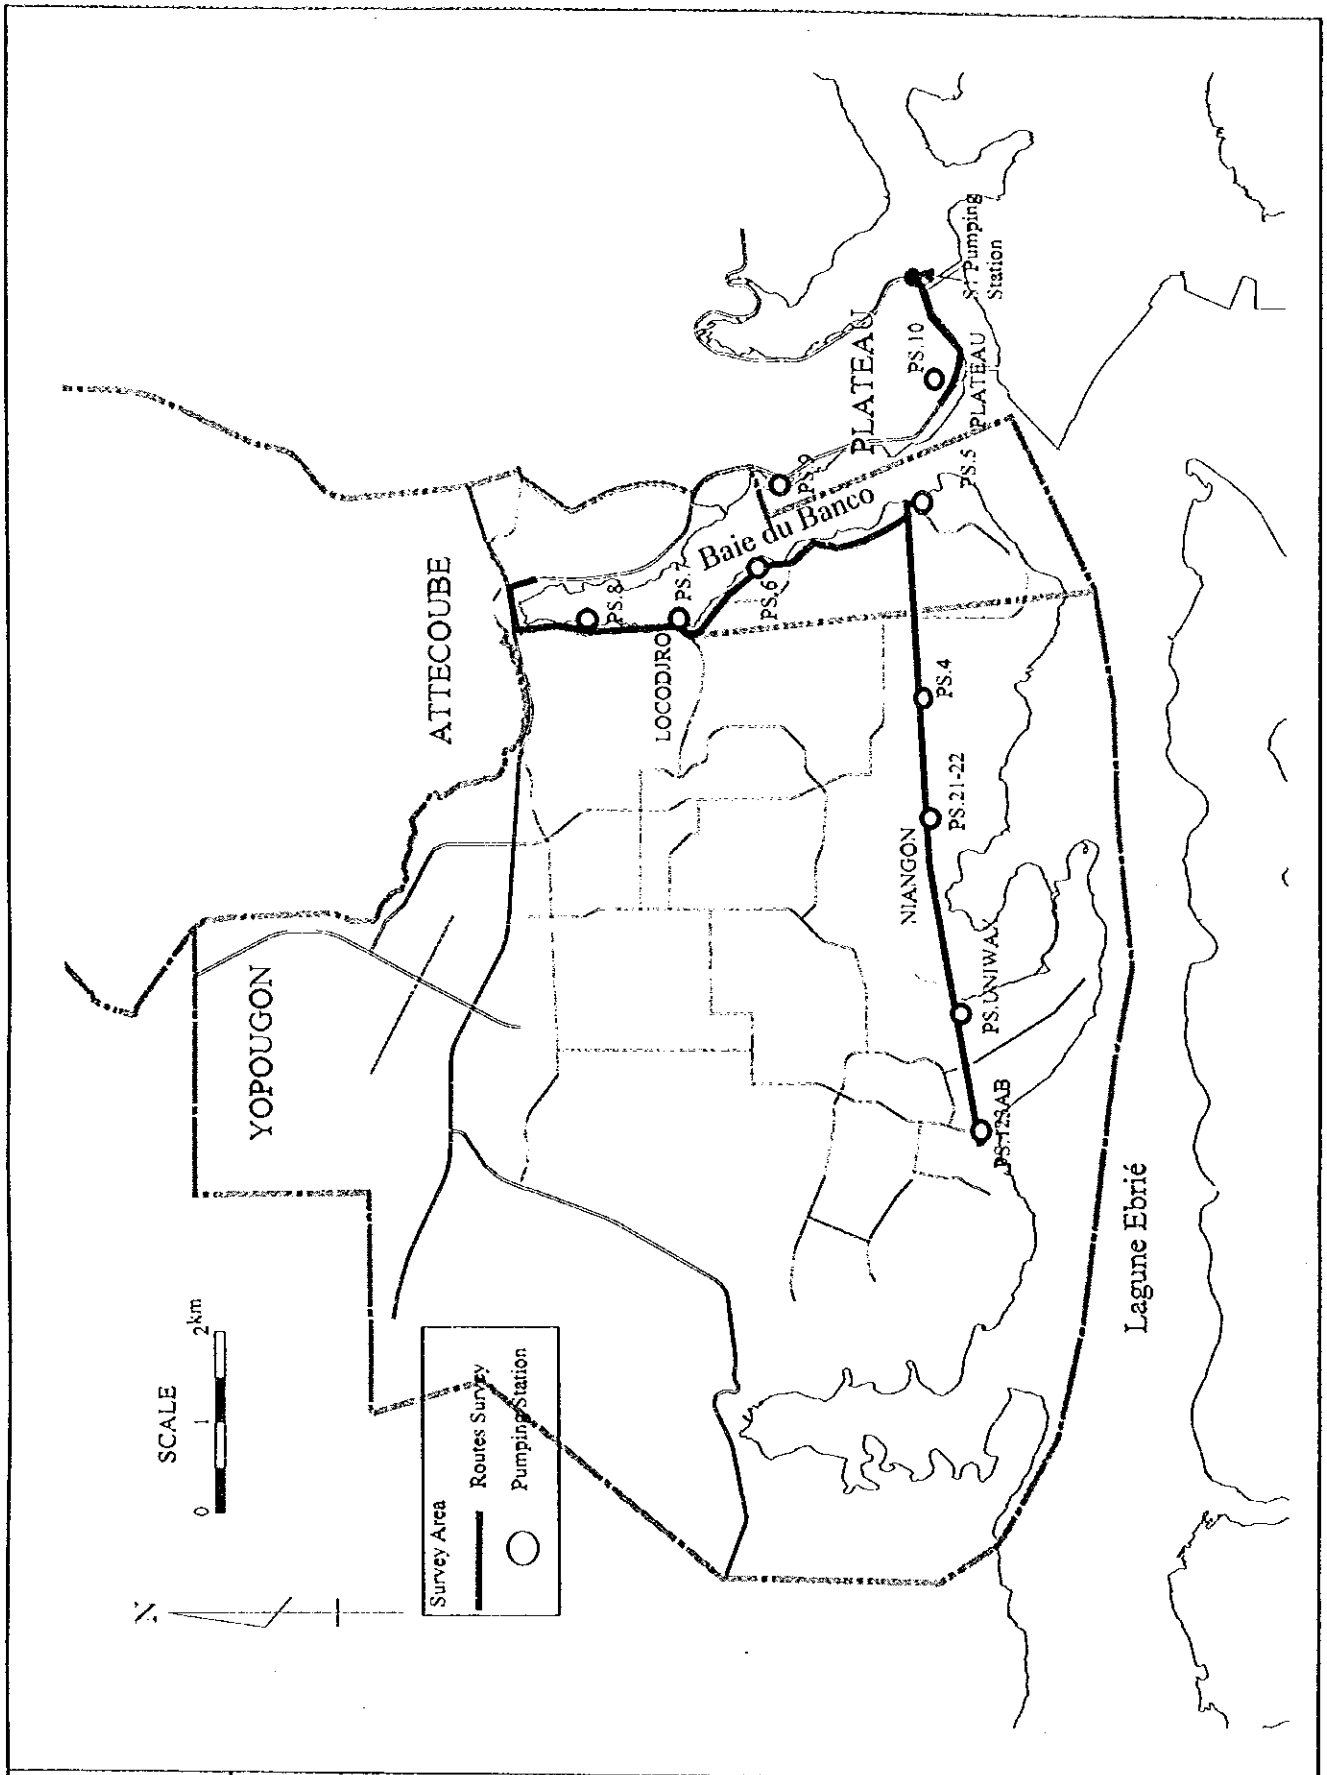 N
SCALE
0 1 2km
Survey Area
Routes Survey
Pumping Station
YOPOUGON
ATTECOUBE
LOCODJRO
PS.8
PS.7
PS.6
Baie du Banco
PS.9
PLATEAU
PS.10
PLATEAU
Pumping
Station
PS.5
PS.4
PS.21-22
NIANGON
PS.UNIWAX
Lagune Ebrié